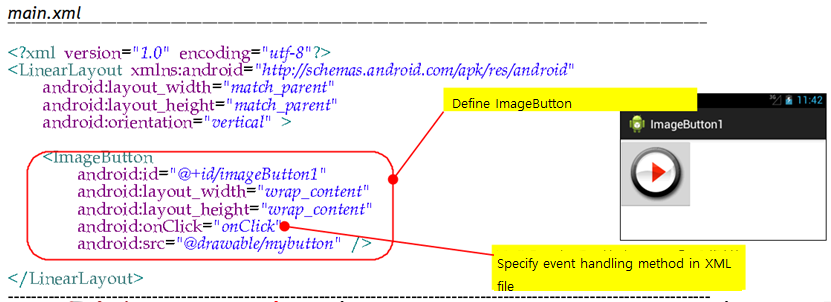 main.xml
<?xml version="1.0" encoding="utf-8"?>
<LinearLayout xmlns:android="http://schemas.android.com/apk/res/android"
android:layout_width="match_parent"
android:layout_height="match_parent"
android:orientation="vertical" >
Define ImageButton
11:42
ImageButton1
<ImageButton
android:id="@+id/imageButton1"
android:layout_width="wrap_content"
android:layout_height="wrap_content"
android:onClick="onClick"
android:src="@drawable/mybutton" />
Specify event handling method in XML
file
</LinearLayout>